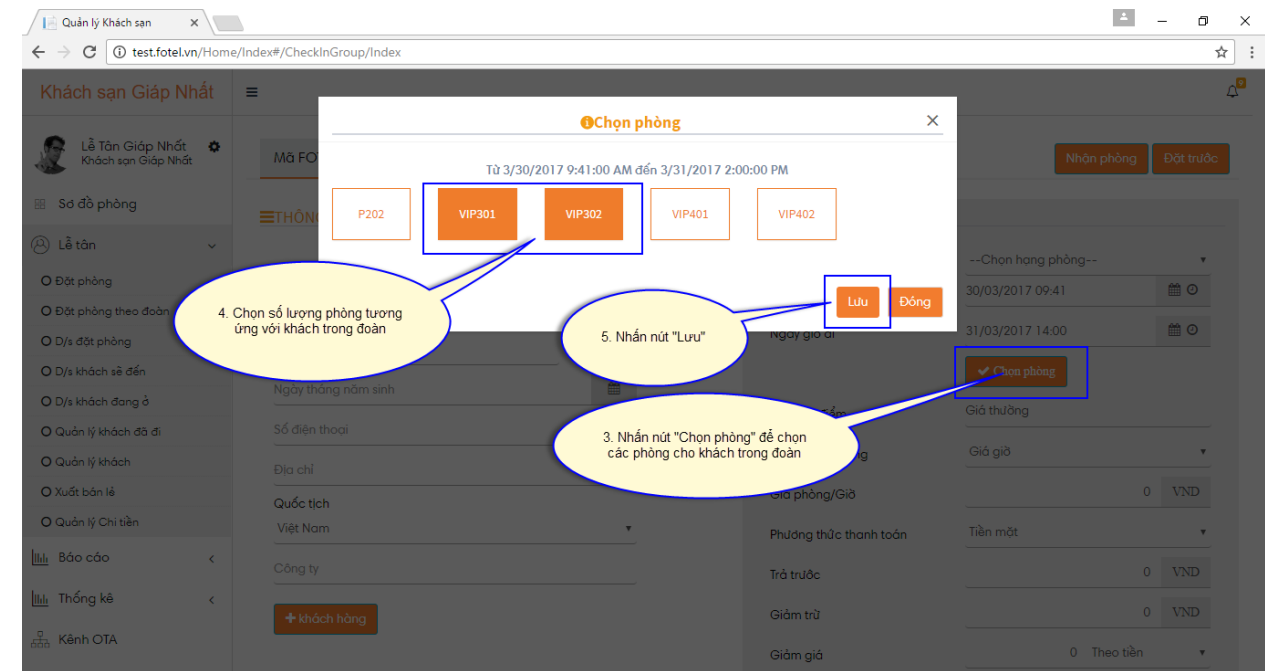 Quản lý Khách sạn
test.fotel.vn/Home/Index#/CheckInGroup/Index
Khách sạn Giáp Nhất
Lễ Tân Giáp Nhất
Khách sạn Giáp Nhất
Sơ đồ phòng
Lễ tân
Đặt phòng
Đặt phòng theo đoàn
D/s đặt phòng
D/s khách sẽ đến
D/s khách đang ở
Quản lý khách đã đi
Quản lý khách
Xuất bán lẻ
Quản lý Chi tiền
Báo cáo
Thống kê
Kênh OTA
Mã FO
Nhận phòng
Đặt trước
Chọn phòng
Từ 3/30/2017 9:41:00 AM đến 3/31/2017 2:00:00 PM
P202
VIP301
VIP302
VIP401
VIP402
Lưu
Đóng
4. Chọn số lượng phòng tương
ứng với khách trong đoàn
5. Nhấn nút "Lưu"
3. Nhấn nút "Chọn phòng" để chọn
các phòng cho khách trong đoàn
Ngày tháng năm sinh
Số điện thoại
Địa chỉ
Quốc tịch
Việt Nam
Công ty
+ khách hàng
--Chọn hạng phòng--
30/03/2017 09:41
Ngày giờ đi
31/03/2017 14:00
Chọn phòng
Giá thường
Giá giờ
Giá phòng/Giờ
0 VND
Phương thức thanh toán
Tiền mặt
Trả trước
0 VND
Giảm trừ
0 VND
Giảm giá
0 Theo tiền